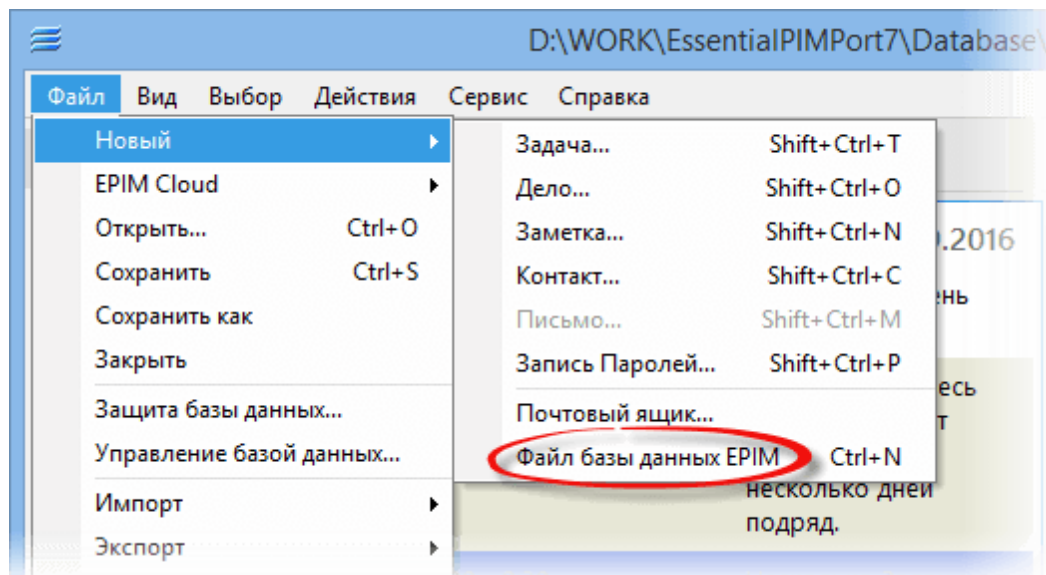 D:\WORK\EssentialPIMPort7\Database\
Файл Вид Выбор Действия Сервис Справка
Новый
EPIM Cloud
Открыть... Ctrl+O
Сохранить Ctrl+S
Сохранить как
Закрыть
Защита базы данных...
Управление базой данных...
Импорт
Экспорт
Задача... Shift+Ctrl+T
Дело... Shift+Ctrl+O
Заметка... Shift+Ctrl+N
Контакт... Shift+Ctrl+C
Письмо... Shift+Ctrl+M
Запись Паролей... Shift+Ctrl+P
Почтовый ящик...
Файл базы данных EPIM Ctrl+N
.2016
ень
есь
т
несколько дней
подряд.